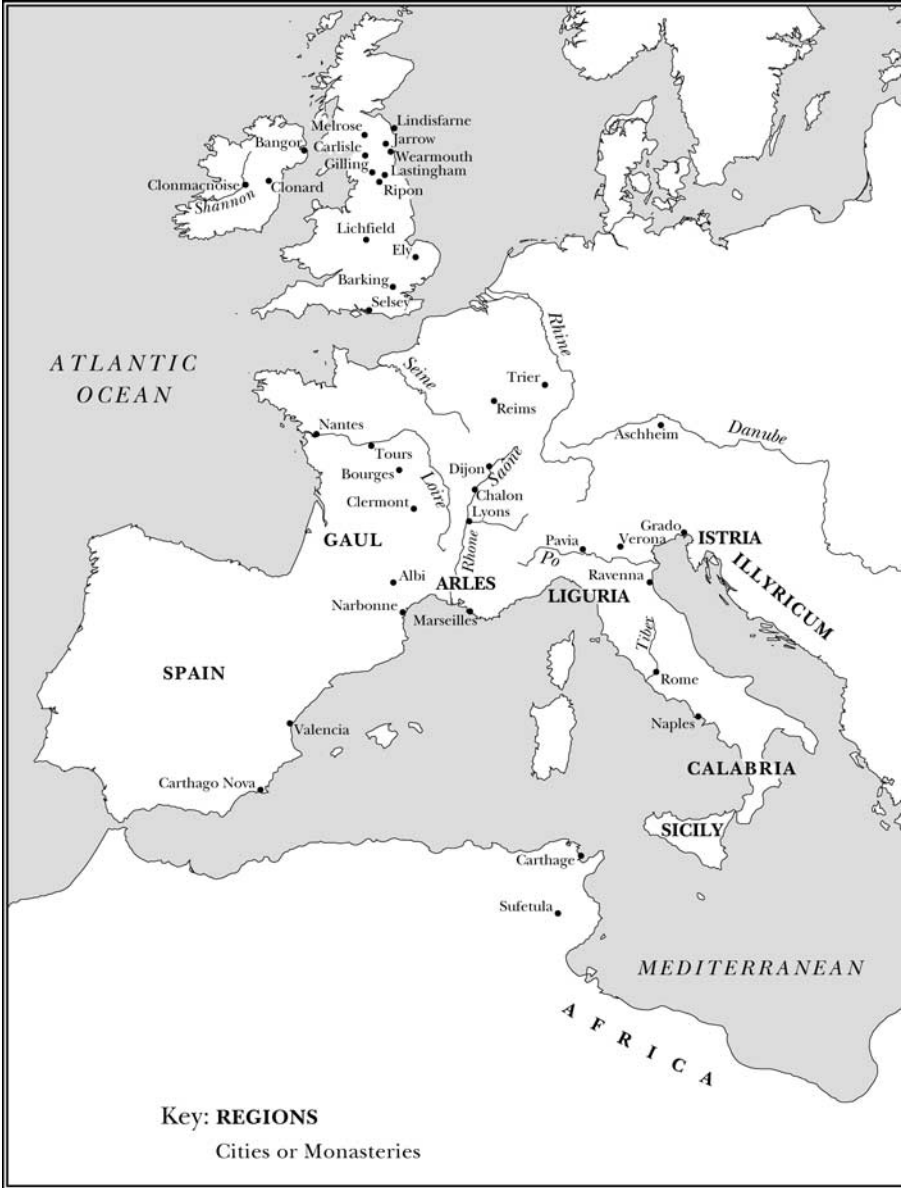 Lindisfarne
Melrose
Jarrow
Bangor
Carlisle
Wearmouth
Gilling
Lastingham
Clonmacnoise
Clonard
Ripon
Shannon
Lichfield
Ely
Barking
Selsey
ATLANTIC
OCEAN
Rhine
Seine
Trier
Reims
Nantes
Aschheim
Danube
Tours
Bourges
Dijon
Saone
Loire
Chalon
Clermont
Lyons
GAUL
Rhone
Pavia
Po
Verona
Grado
ISTRIA
ILLYRICUM
Albi
ARLES
LIGURIA
Ravenna
Narbonne
Marseilles
Tiber
SPAIN
Rome
Valencia
Naples
Carthago Nova
CALABRIA
SICILY
Carthage
Sufetula
MEDITERRANEAN
AFRICA
Key: REGIONS
Cities or Monasteries